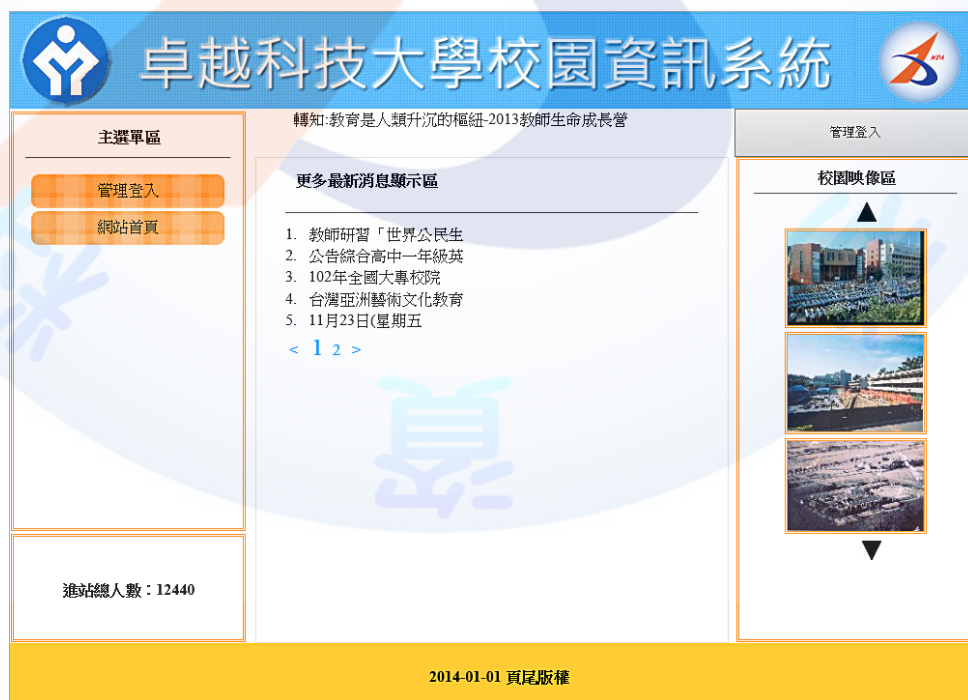 卓越科技大學校園資訊系統
轉知:教育是人類升沉的樞紐-2013教師生命成長營
主選單區
管理登入
網站首頁
進站總人數：12440
更多最新消息顯示區
1. 教師研習「世界公民生
2. 公告綜合高中一年級英
3. 102年全國大專校院
4. 台灣亞洲藝術文化教育
5. 11月23日(星期五
< 1 2 >
管理登入
校園映像區
2014-01-01 頁尾版權